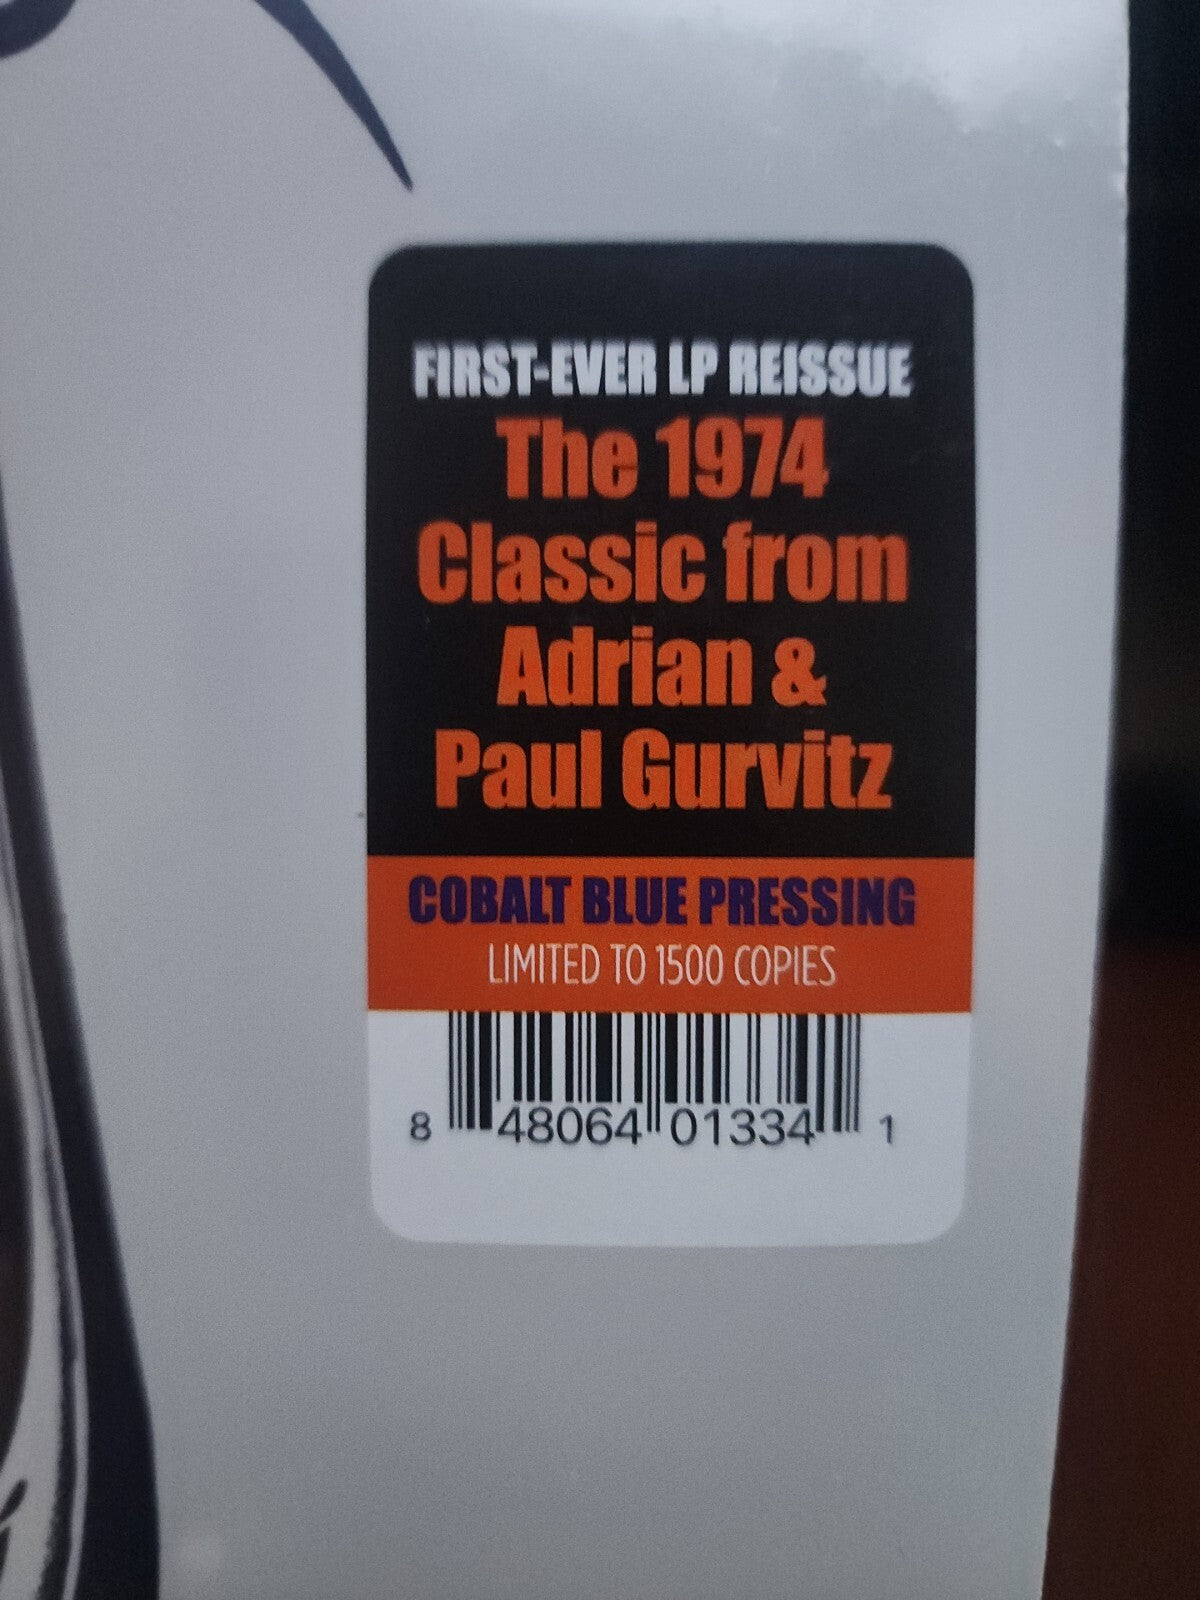 FIRST-EVER LP REISSUE
The 1974
Classic from
Adrian &
Paul Gurvitz
COBALT BLUE PRESSING
LIMITED TO 1500 COPIES
8 48064 01334 1